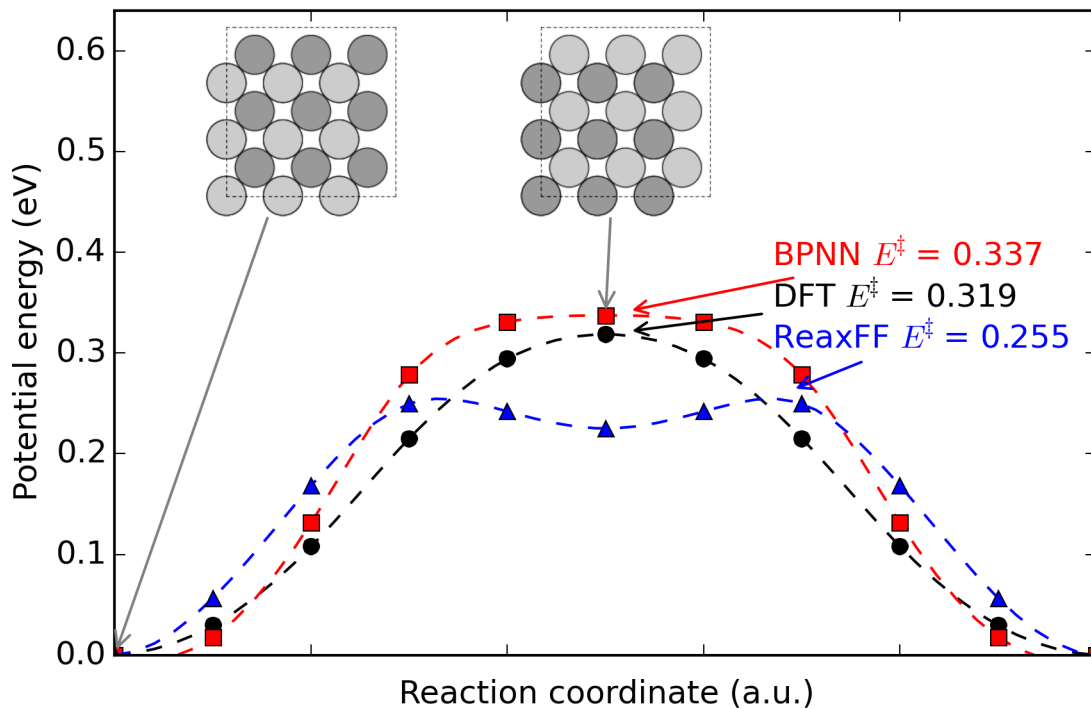 0.6
0.5
0.4
0.3
0.2
0.1
0.0
Potential energy (eV)
BPNN E‡ = 0.337
DFT E‡ = 0.319
ReaxFF E‡ = 0.255
Reaction coordinate (a.u.)